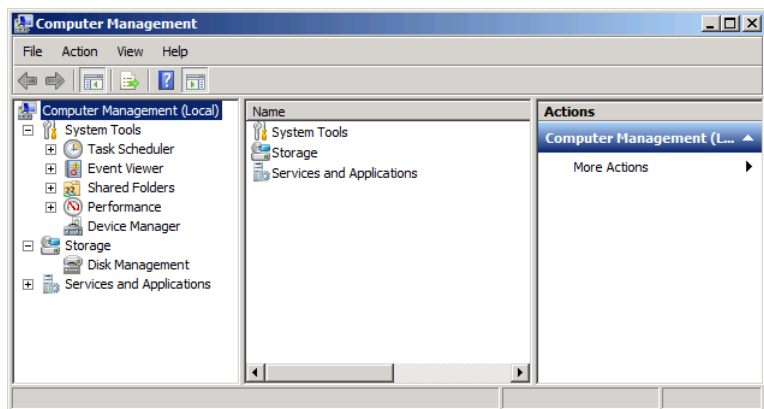 Computer Management
File Action View Help
Computer Management (Local)
System Tools
Task Scheduler
Event Viewer
Shared Folders
Performance
Device Manager
Storage
Disk Management
Services and Applications
Name
System Tools
Storage
Services and Applications
Actions
Computer Management (L...
More Actions